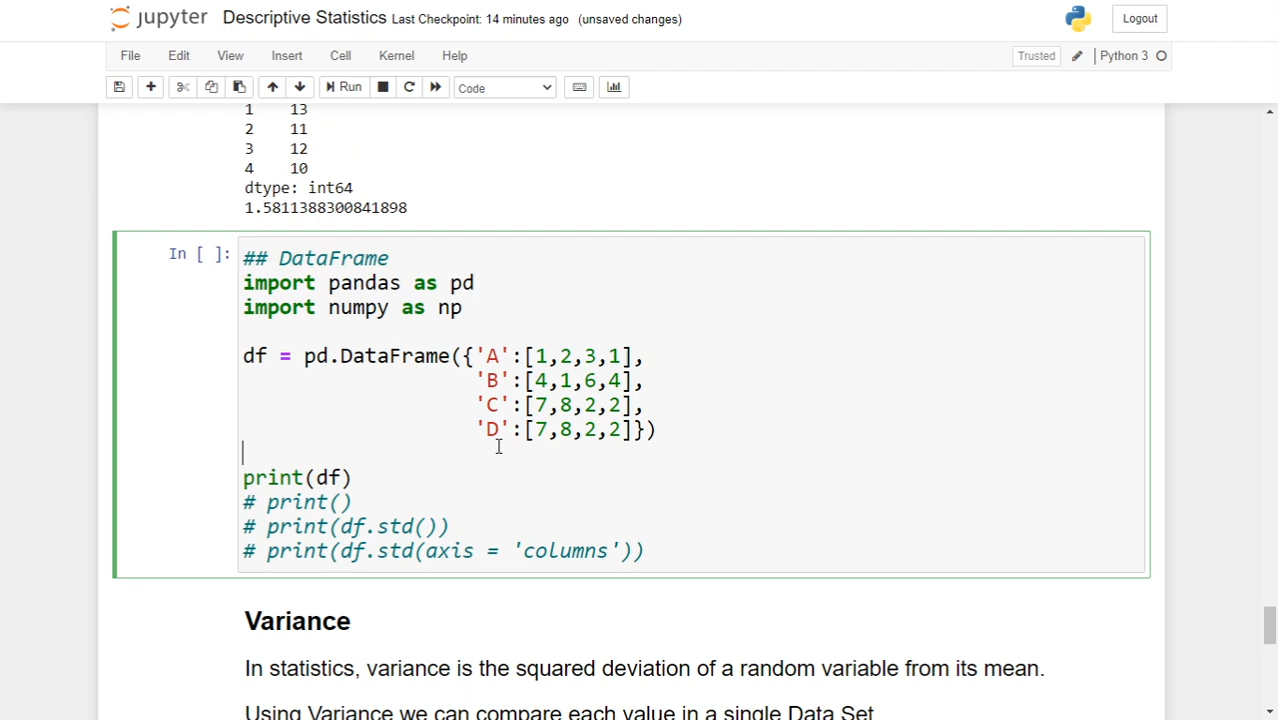 jupyter Descriptive Statistics Last Checkpoint: 14 minutes ago (unsaved changes) Logout
File Edit View Insert Cell Kernel Help Trusted Python 3
Run Code
1 13
2 11
3 12
4 10
dtype: int64
1.5811388300841898
In [ ]: ## DataFrame
import pandas as pd
import numpy as np
df = pd.DataFrame({'A':[1,2,3,1],
'B':[4,1,6,4],
'C':[7,8,2,2],
'D':[7,8,2,2]})
print(df)
# print()
# print(df.std())
# print(df.std(axis = 'columns'))
Variance
In statistics, variance is the squared deviation of a random variable from its mean.
Using Variance we can compare each value in a single Data Set